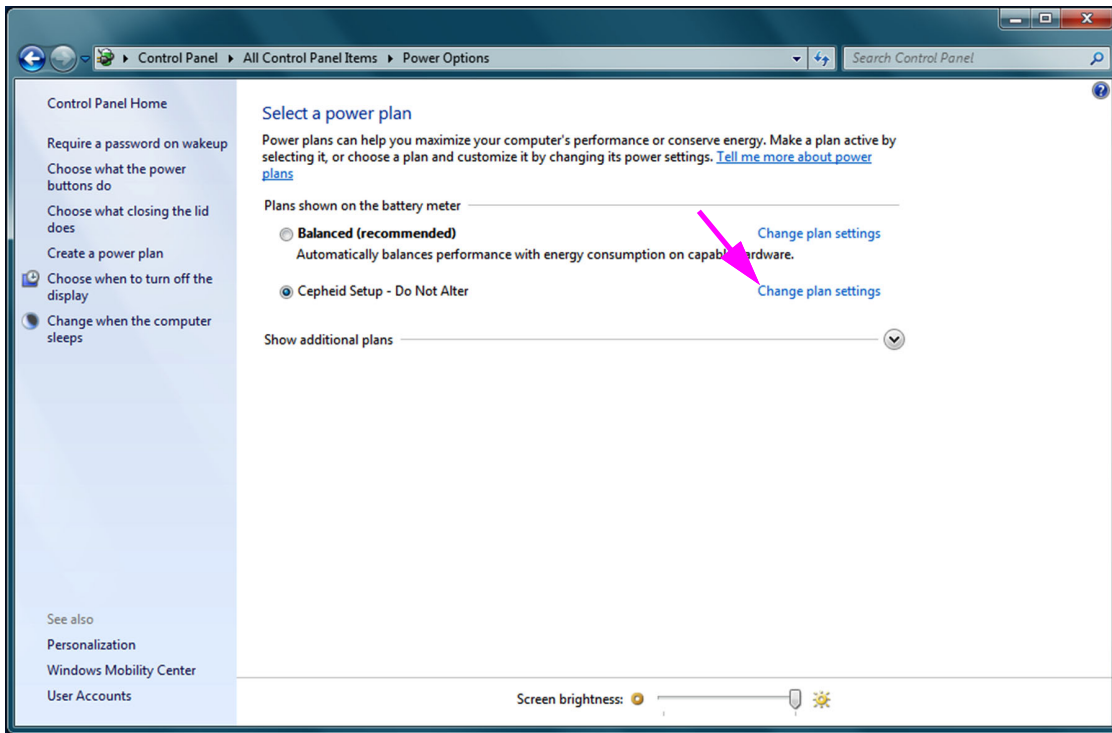 Control Panel ▸ All Control Panel Items ▸ Power Options
Search Control Panel
Control Panel Home
Require a password on wakeup
Choose what the power
buttons do
Choose what closing the lid
does
Create a power plan
Choose when to turn off the
display
Change when the computer
sleeps
See also
Personalization
Windows Mobility Center
User Accounts
Select a power plan
Power plans can help you maximize your computer's performance or conserve energy. Make a plan active by
selecting it, or choose a plan and customize it by changing its power settings. Tell me more about power
plans
Plans shown on the battery meter
Balanced (recommended) Change plan settings
Automatically balances performance with energy consumption on capable hardware.
Cepheid Setup - Do Not Alter Change plan settings
Show additional plans
Screen brightness: